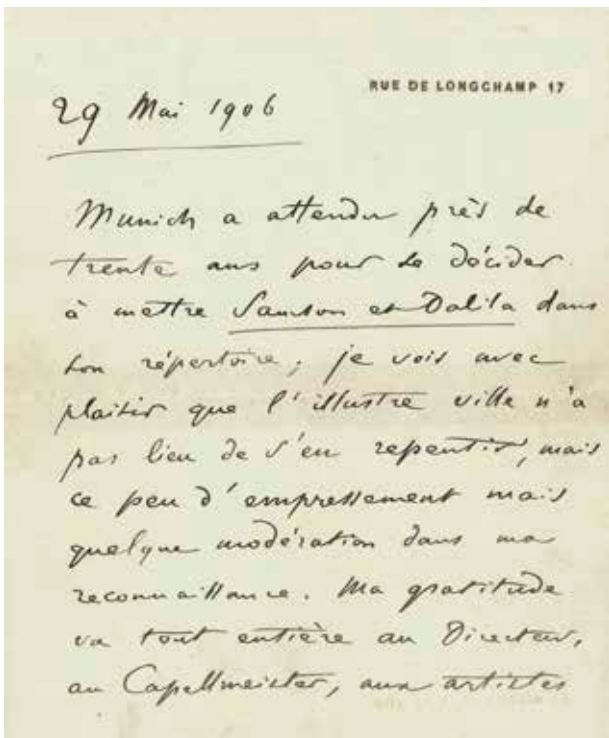 RUE DE LONGCHAMP 17
29 Mai 1906
Munich a attendu près de
trente ans pour se décider
à mettre Samson et Dalila dans
son répertoire; je vois avec
plaisir que l'illustre ville n'a
pas lieu de s'en repentir, mais
ce peu d'empressement mais
quelque modération dans ma
reconnaissance. Ma gratitude
va tout entière au Directeur,
au Capellmeister, aux artistes